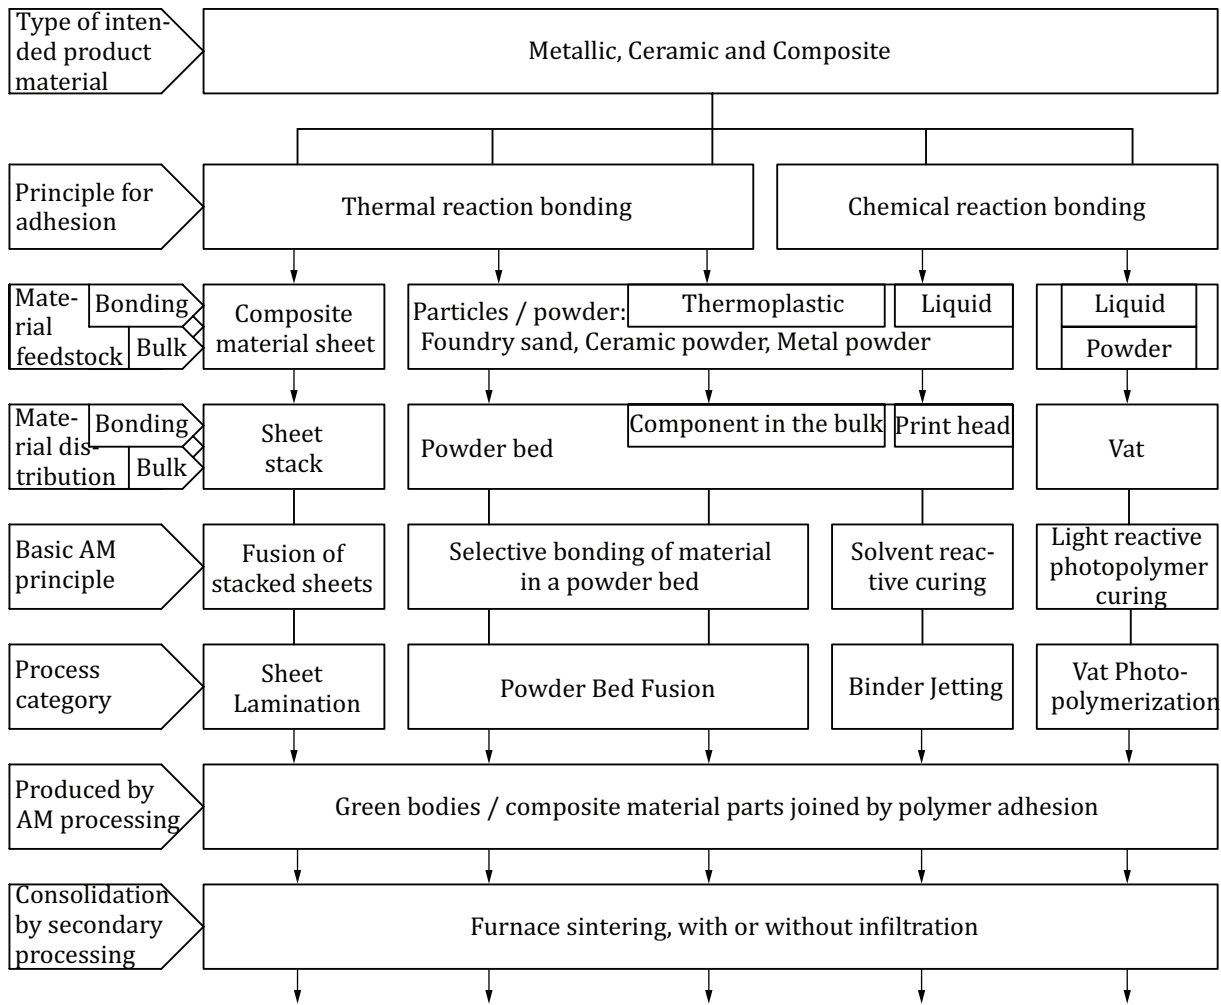 Type of inten-
ded product
material
Metallic, Ceramic and Composite
Principle for
adhesion
Thermal reaction bonding
Chemical reaction bonding
Mate-
rial
feedstock
Bonding
Bulk
Composite
material sheet
Particles / powder:
Thermoplastic
Liquid
Foundry sand, Ceramic powder, Metal powder
Liquid
Powder
Mate-
rial dis-
tribution
Bonding
Bulk
Sheet
stack
Powder bed
Component in the bulk
Print head
Vat
Basic AM
principle
Fusion of
stacked sheets
Selective bonding of material
in a powder bed
Solvent reac-
tive curing
Light reactive
photopolymer
curing
Process
category
Sheet
Lamination
Powder Bed Fusion
Binder Jetting
Vat Photo-
polymerization
Produced by
AM processing
Green bodies / composite material parts joined by polymer adhesion
Consolidation
by secondary
processing
Furnace sintering, with or without infiltration